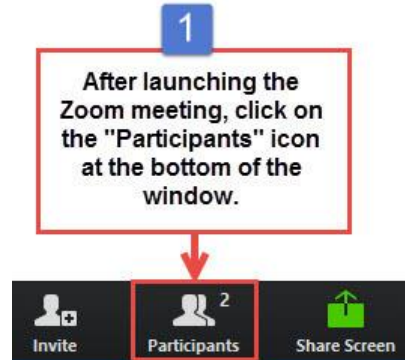 1
After launching the
Zoom meeting, click on
the "Participants" icon
at the bottom of the
window.
2
Invite Participants Share Screen